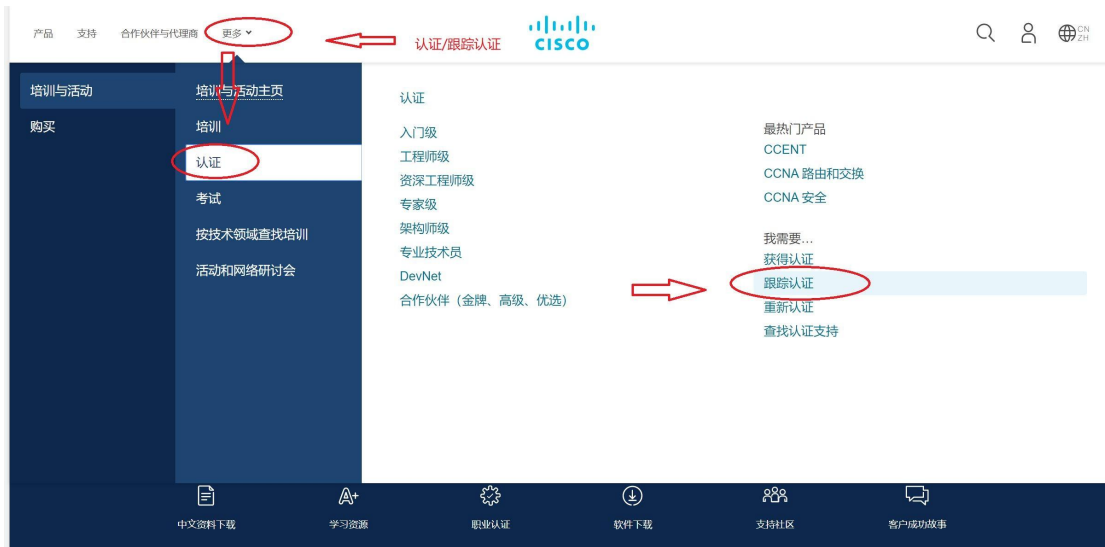 产品 支持 合作伙伴与代理商 更多
认证/跟踪认证
CISCO
CN
ZH
培训与活动
购买
培训与活动主页
培训
认证
考试
按技术领域查找培训
活动和网络研讨会
认证
入门级
工程师级
资深工程师级
专家级
架构师级
专业技术员
DevNet
合作伙伴（金牌、高级、优选）
最热门产品
CCENT
CCNA 路由和交换
CCNA 安全
我需要...
获得认证
跟踪认证
重新认证
查找认证支持
A+
中文资料下载 学习资源 职业认证 软件下载 支持社区 客户成功故事